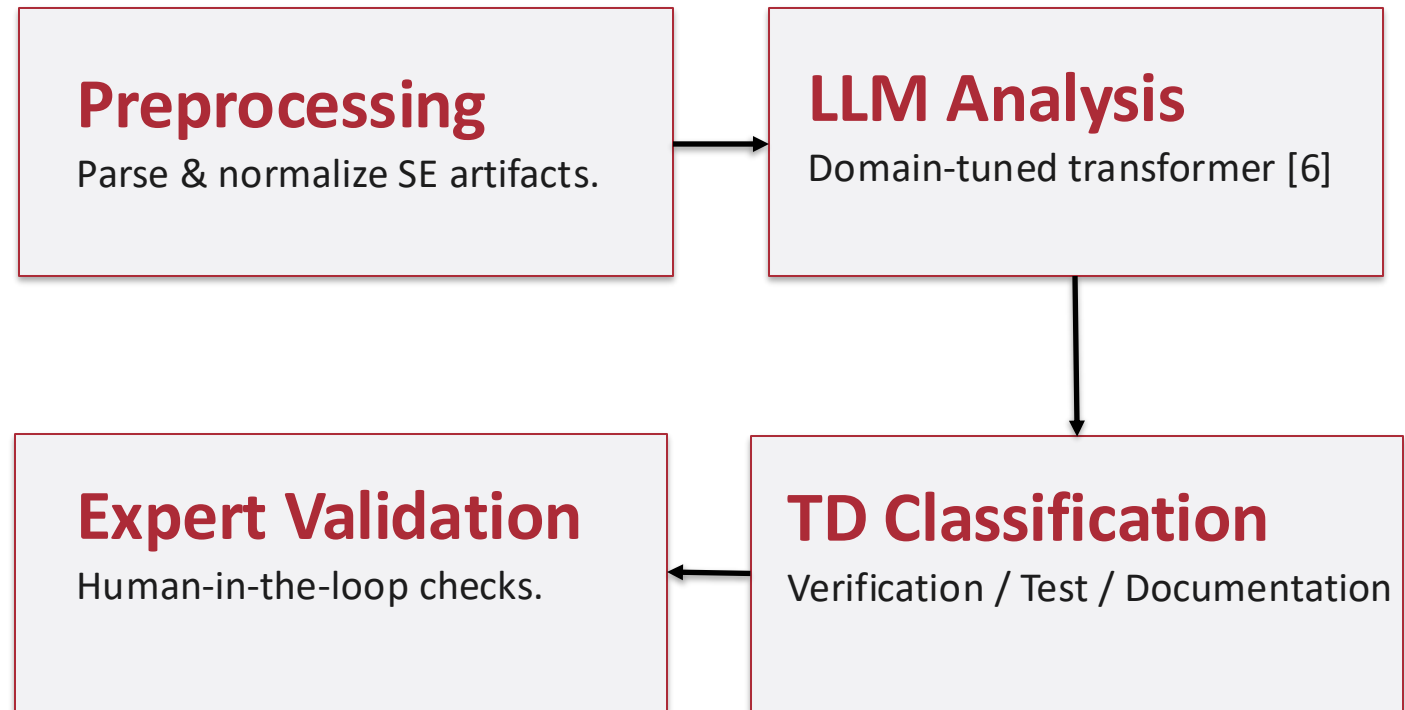 Preprocessing
Parse & normalize SE artifacts.
LLM Analysis
Domain-tuned transformer [6]
TD Classification
Verification / Test / Documentation
Expert Validation
Human-in-the-loop checks.